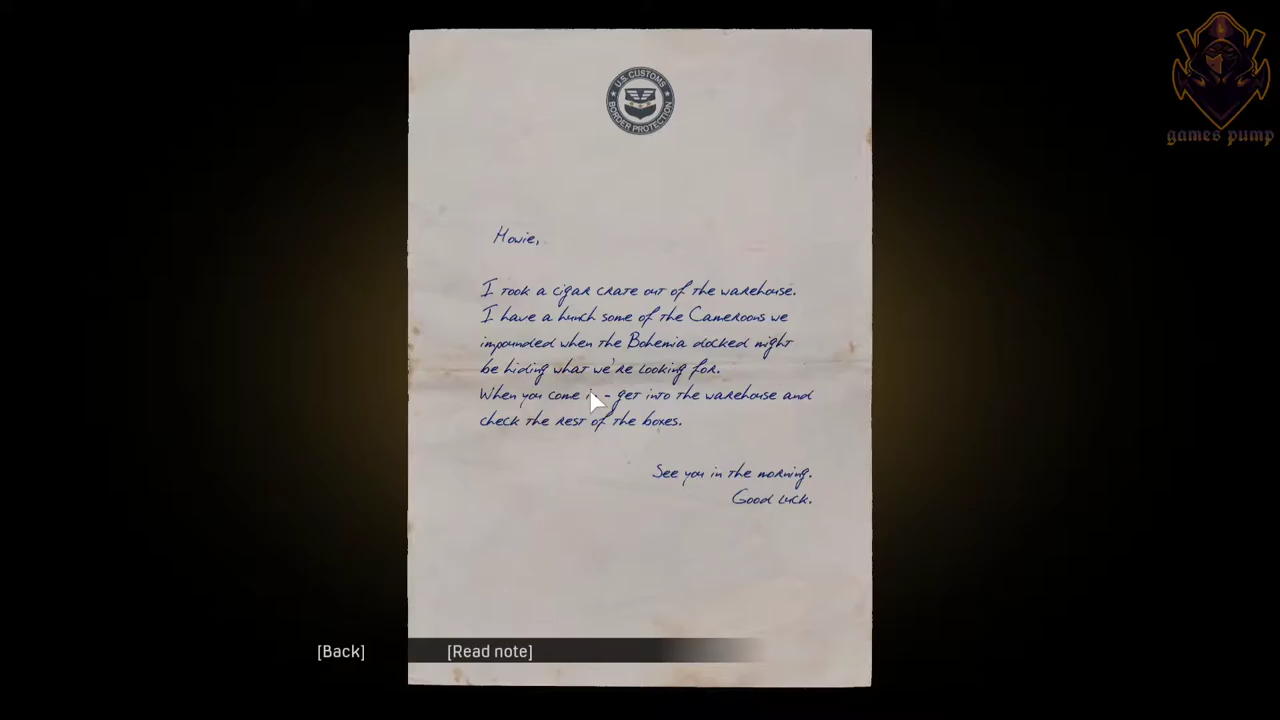 games pump
U.S. CUSTOMS
BORDER PROTECTION
Howie,
I took a cigar crate out of the warehouse.
I have a hunch some of the Cameroons we
impounded when the Bohemia docked might
be hiding what we're looking for.
When you come - get into the warehouse and
check the rest of the boxes.
See you in the morning.
Good luck.
[Back] [Read note]